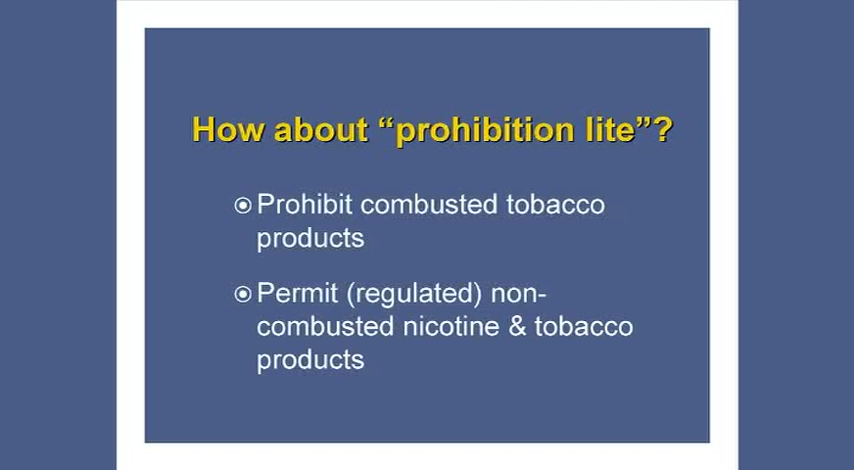 How about “prohibition lite”?
Prohibit combusted tobacco
products
Permit (regulated) non-
combusted nicotine & tobacco
products